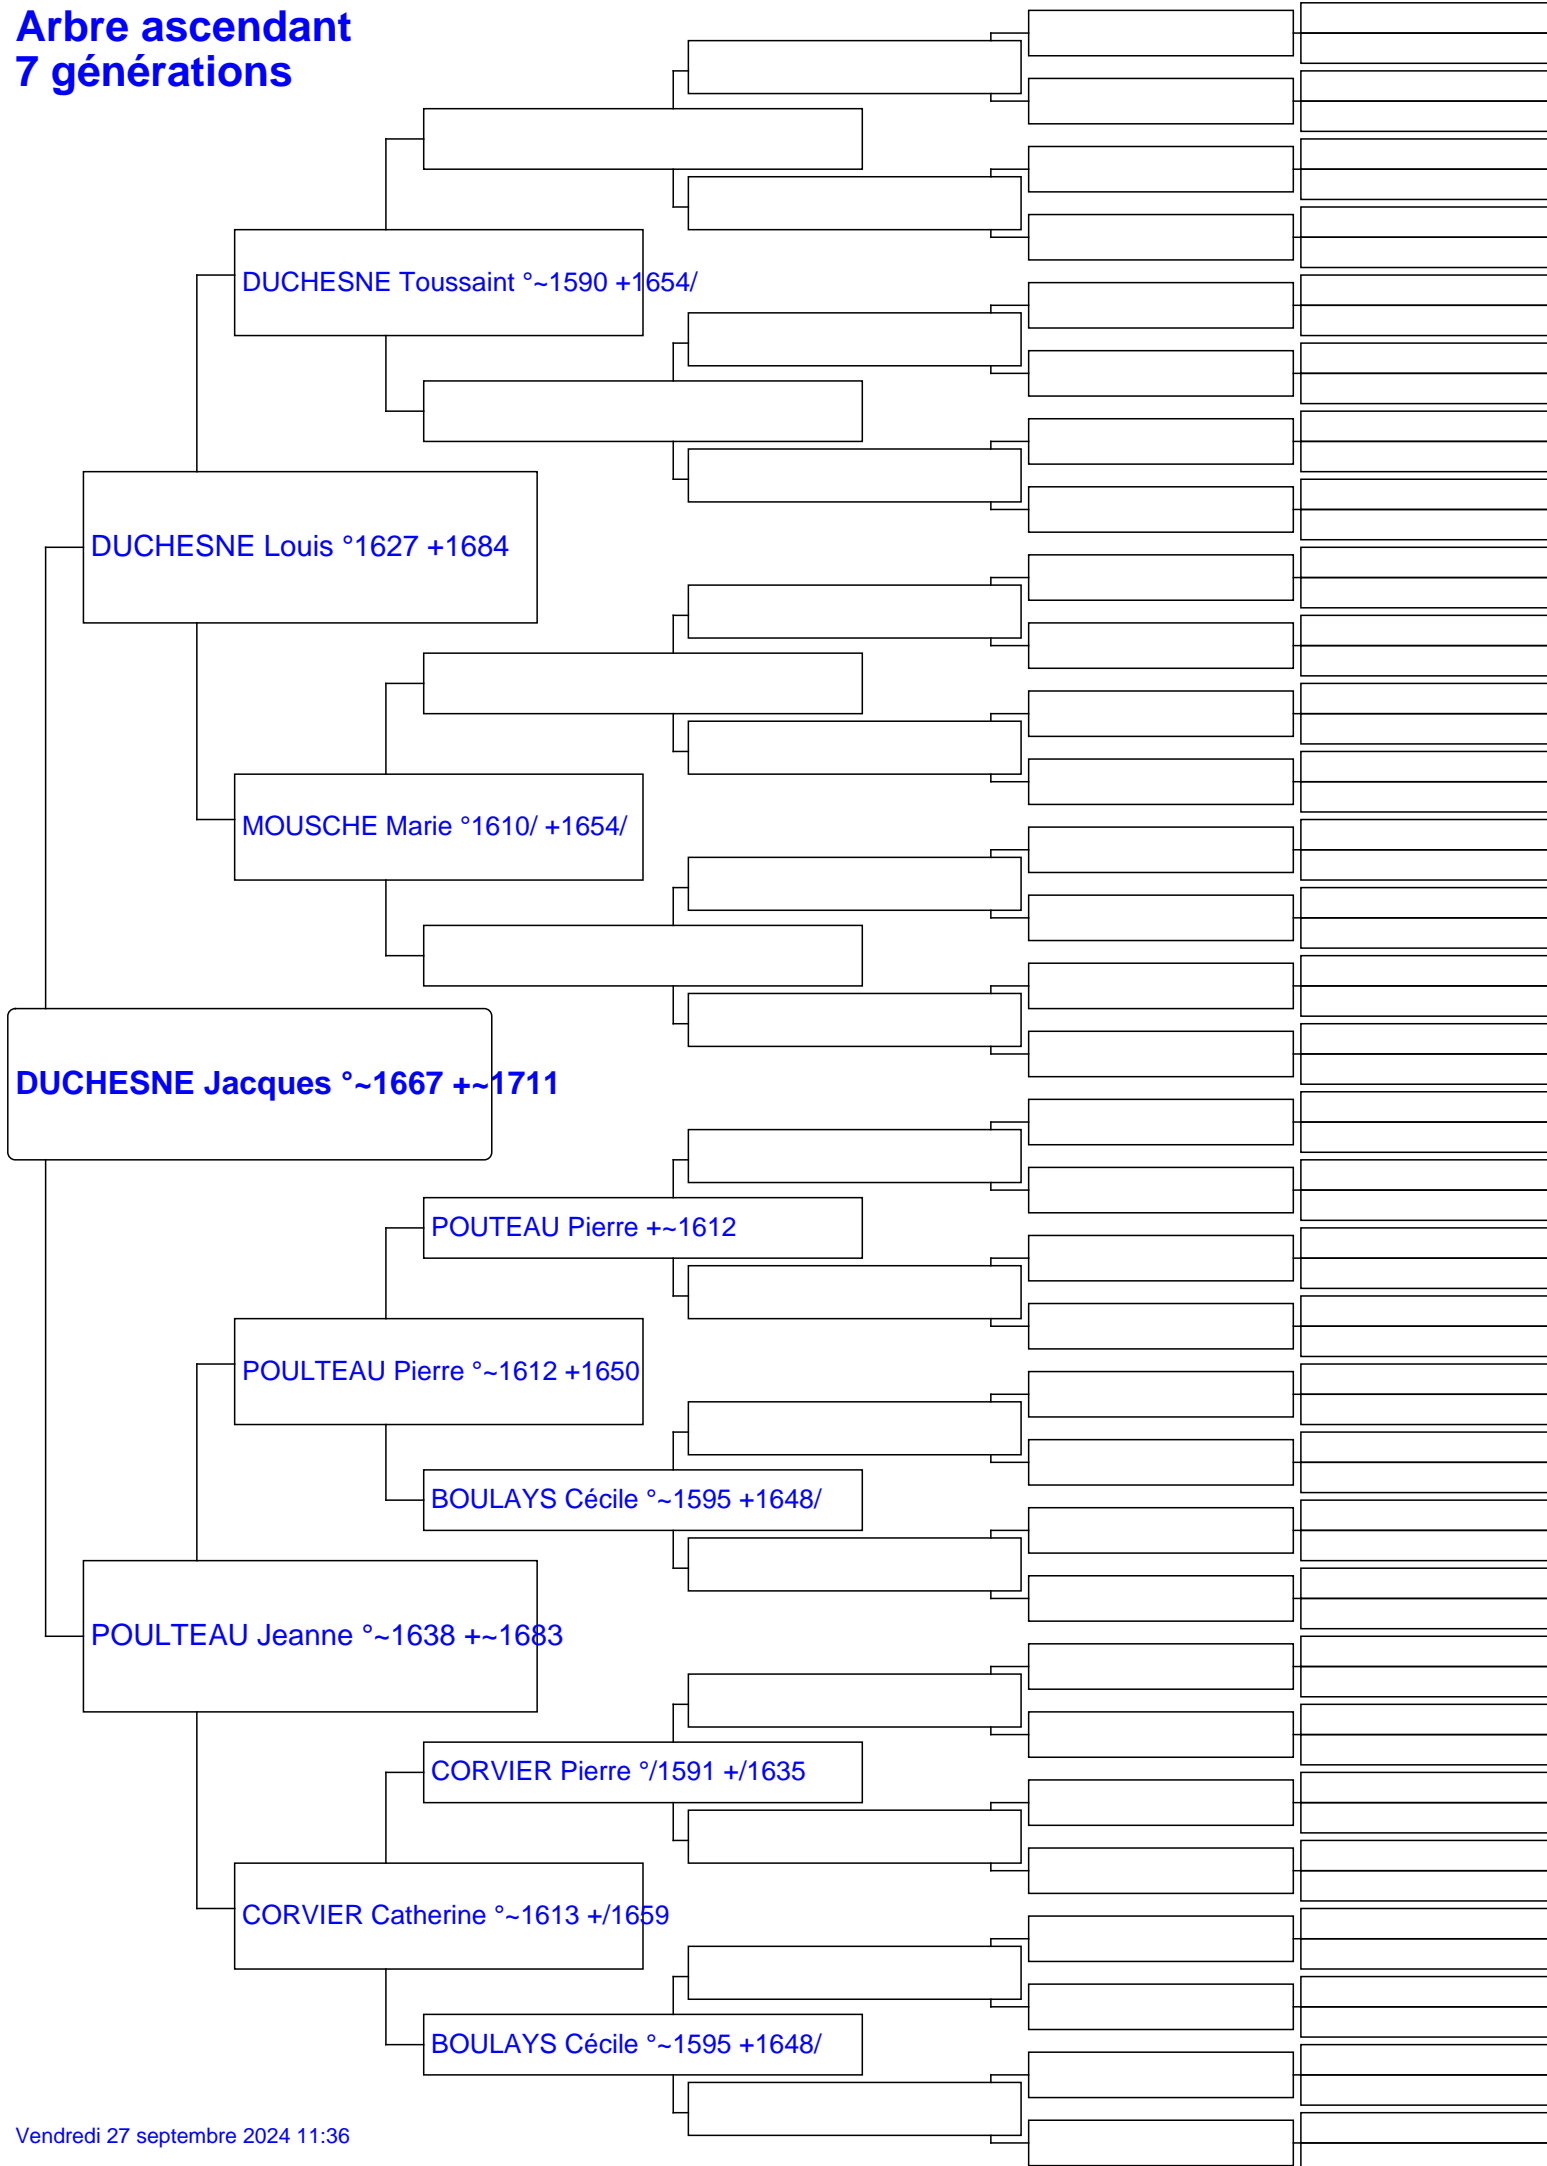 Arbre ascendant
7 générations
DUCHESNE Toussaint °~1590 +1654/
DUCHESNE Louis °1627 +1684
MOUSCHE Marie °1610/ +1654/
DUCHESNE Jacques °~1667 +~1711
POUTEAU Pierre +~1612
POULTEAU Pierre °~1612 +1650
BOULAYS Cécile °~1595 +1648/
POULTEAU Jeanne °~1638 +~1683
CORVIER Pierre °/1591 +/1635
CORVIER Catherine °~1613 +/1659
BOULAYS Cécile °~1595 +1648/
Vendredi 27 septembre 2024 11:36